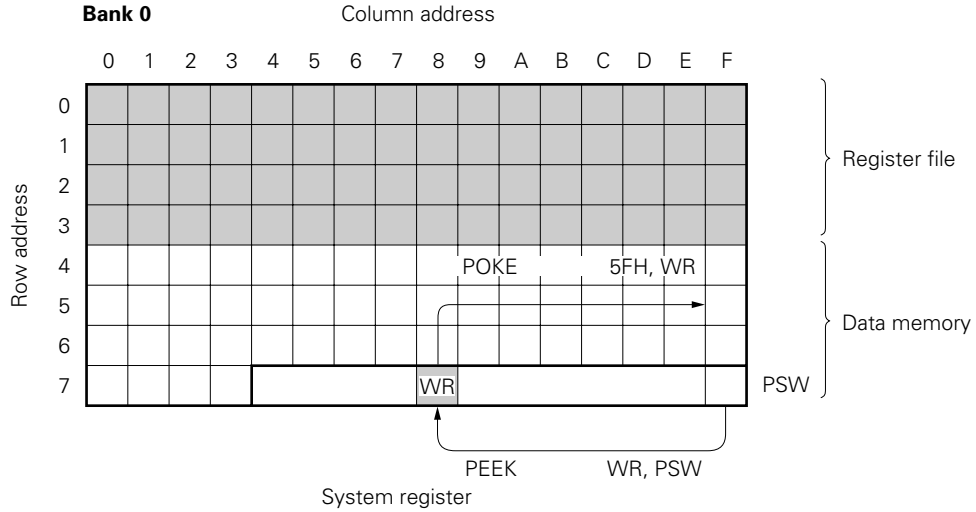 Bank 0 Column address
0 1 2 3 4 5 6 7 8 9 A B C D E F
0
1
2
3
4
5
6
7
Row address
Register file
Data memory
POKE 5FH, WR
WR
PSW
PEEK WR, PSW
System register